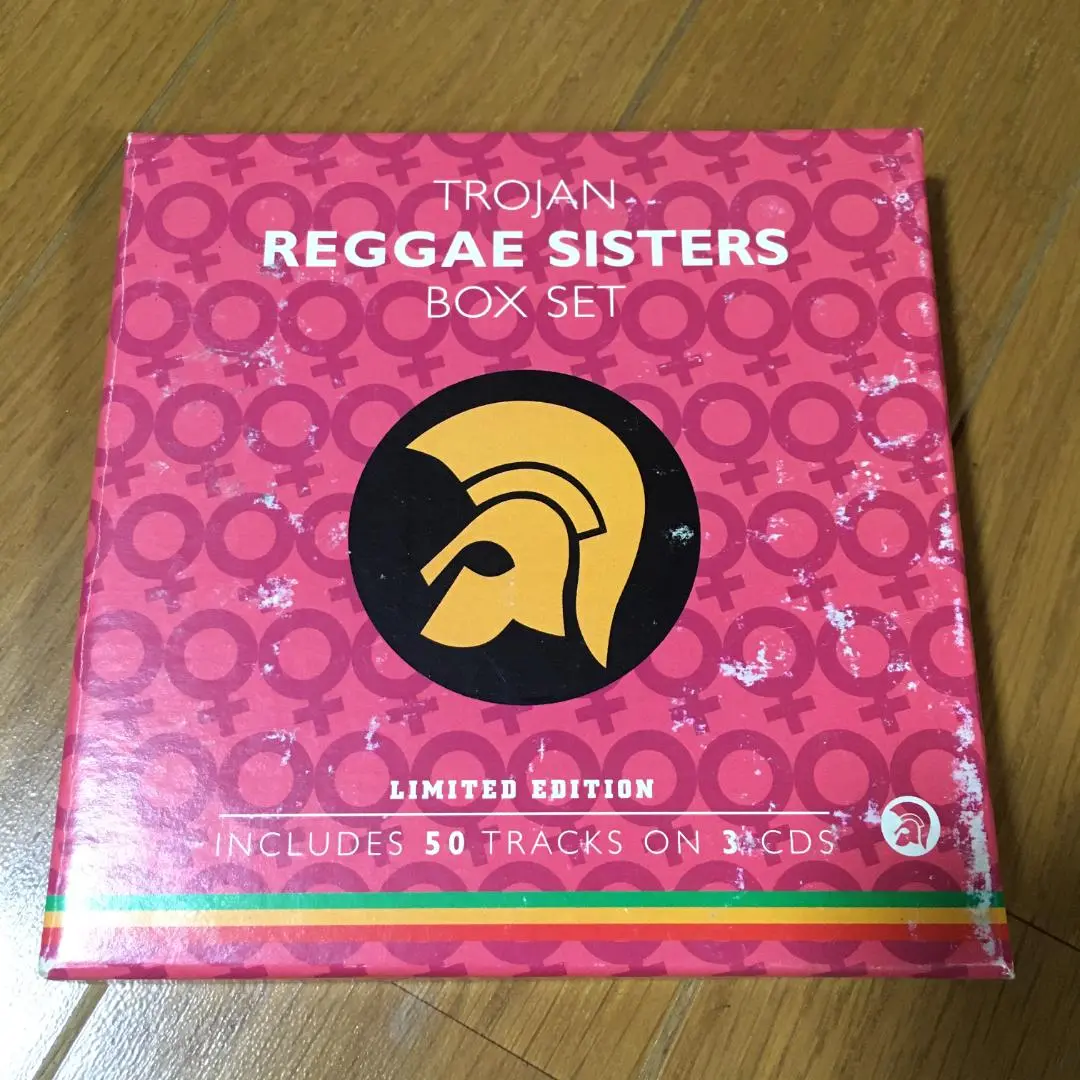 TROJAN
REGGAE SISTERS
BOX SET
LIMITED EDITION
INCLUDES 50 TRACKS ON 3 CDS